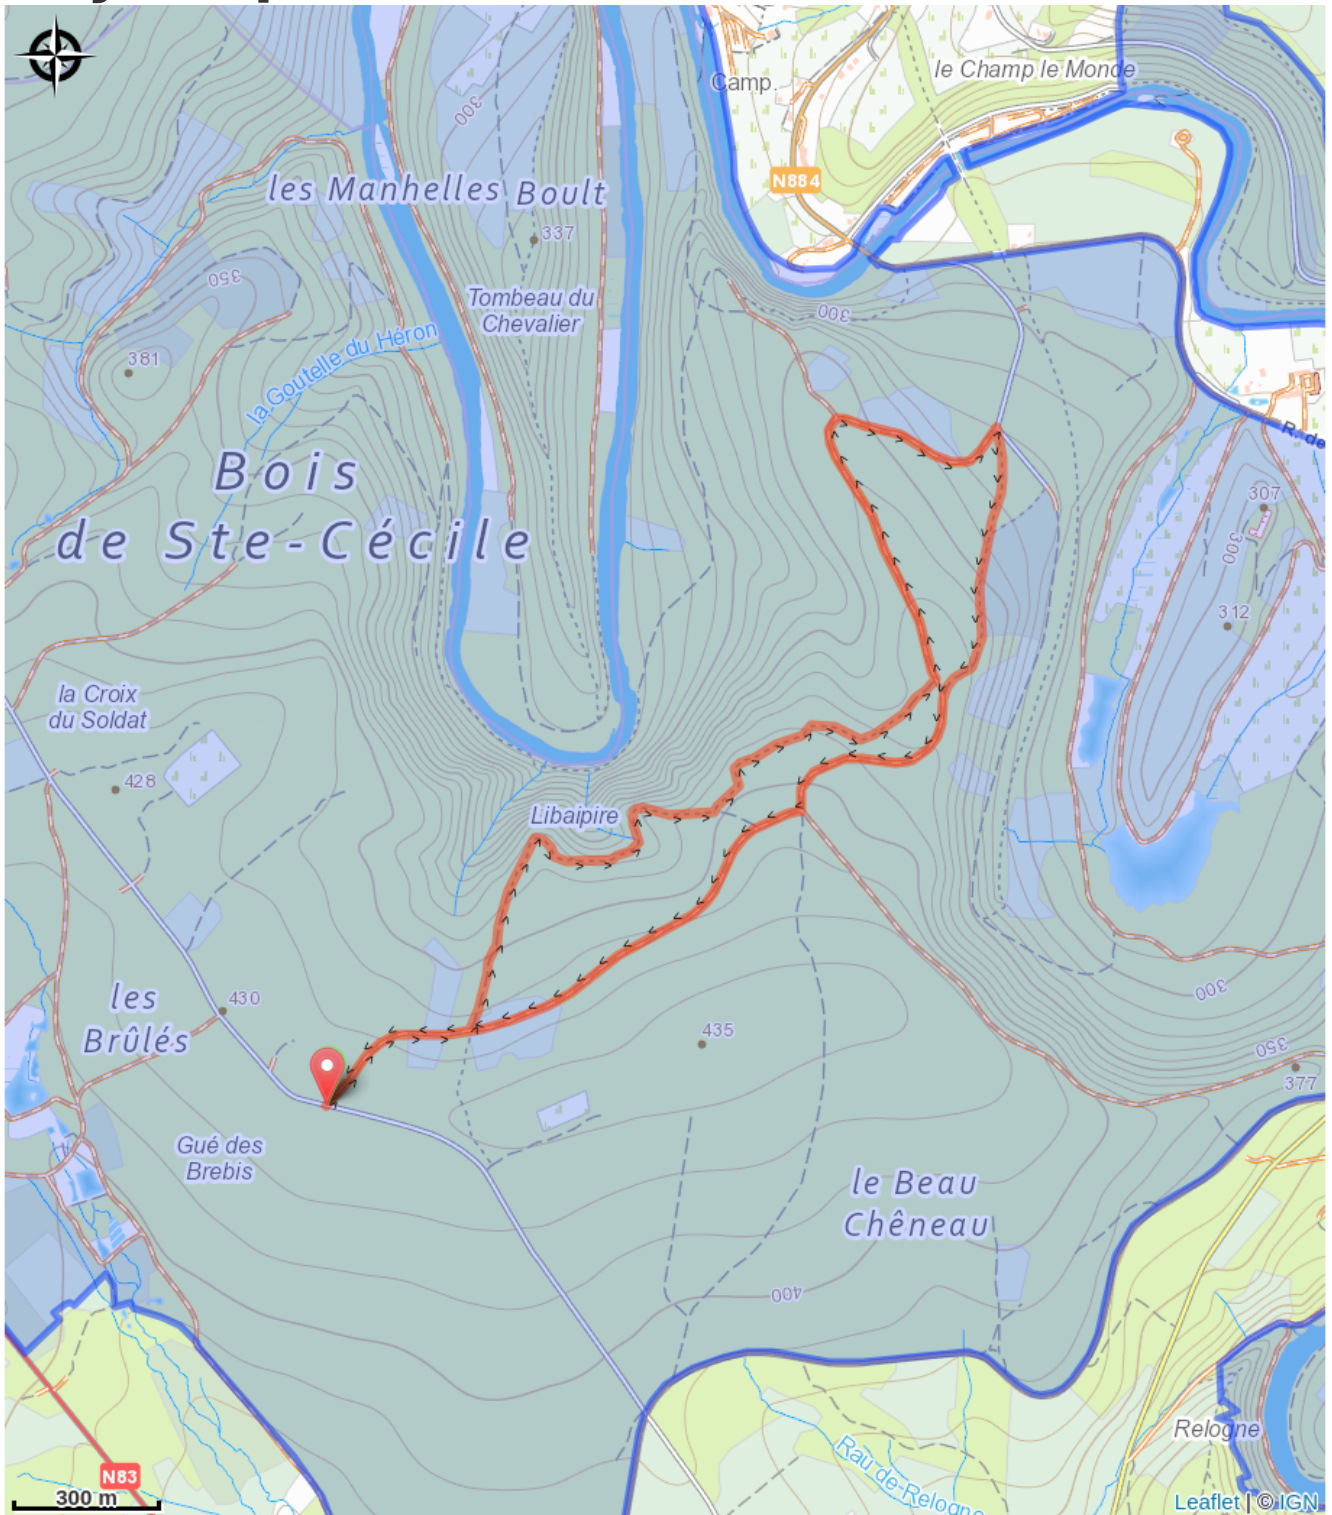 le Champ le Monde
Camp.
300
N884
les Manhelles
Boult
337
350
Tombeau du
Chevalier
300
la Goutelle du Héron
381
R. de
Bois
de Ste-Cécile
307
300
312
la Croix
du Soldat
428
Libaipire
les
Brûlés
430
435
300
350
377
Gué des
Brebis
le Beau
Chêneau
400
Relogne
Rau de Relogne
N83
300 m
Leaflet | © IGN